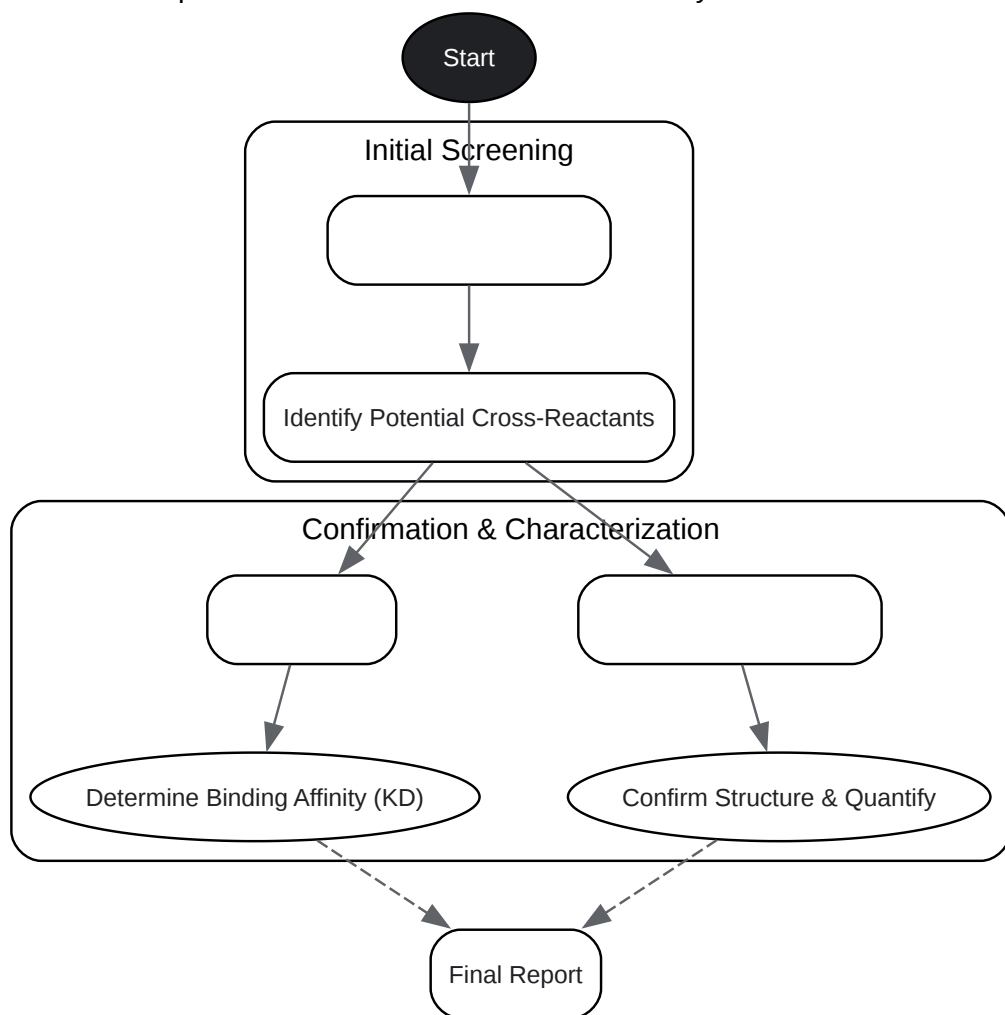 Start
Initial Screening
Identify Potential Cross-Reactants
Confirmation & Characterization
Determine Binding Affinity (KD)
Confirm Structure & Quantify
Final Report